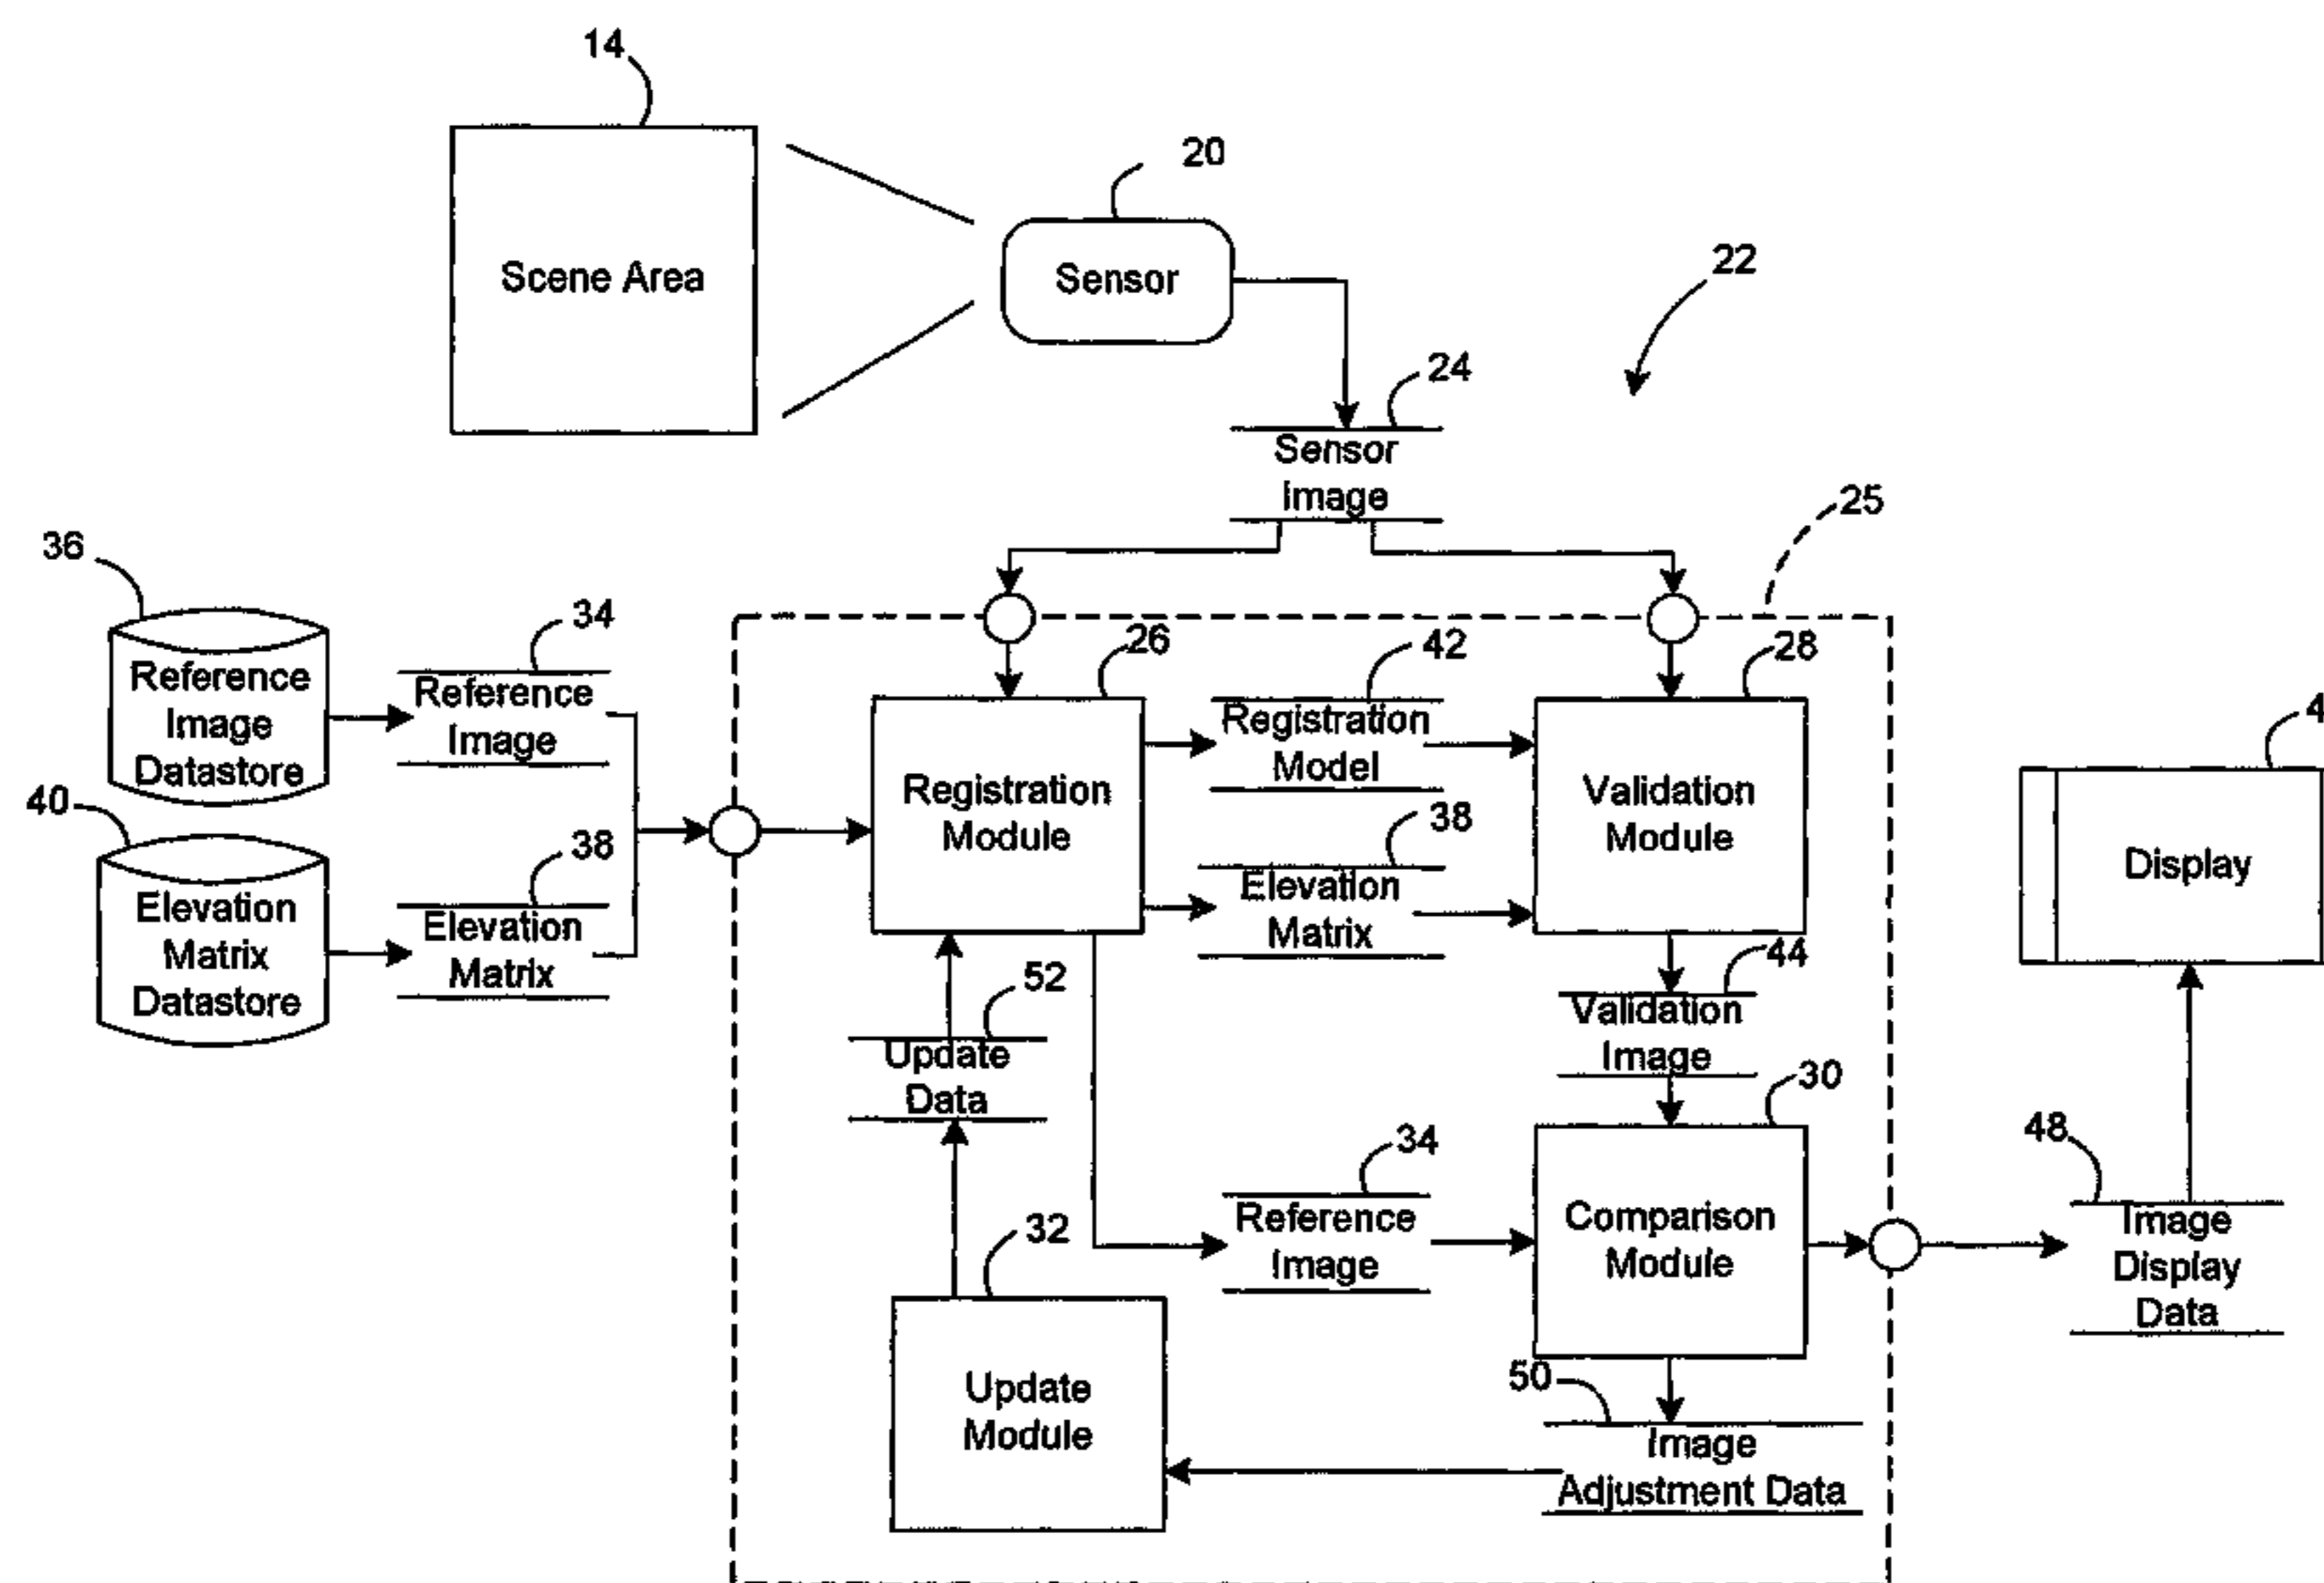 14
Scene Area
20
Sensor
22
24
Sensor
Image
25
36
Reference
Image
Datastore
34
Reference
Image
40
Elevation
Matrix
Datastore
38
Elevation
Matrix
26
Registration
Module
42
Registration
Model
38
Elevation
Matrix
28
Validation
Module
44
Validation
Image
52
Update
Data
34
Reference
Image
30
Comparison
Module
32
Update
Module
50
Image
Adjustment Data
48
Image
Display
Data
Display